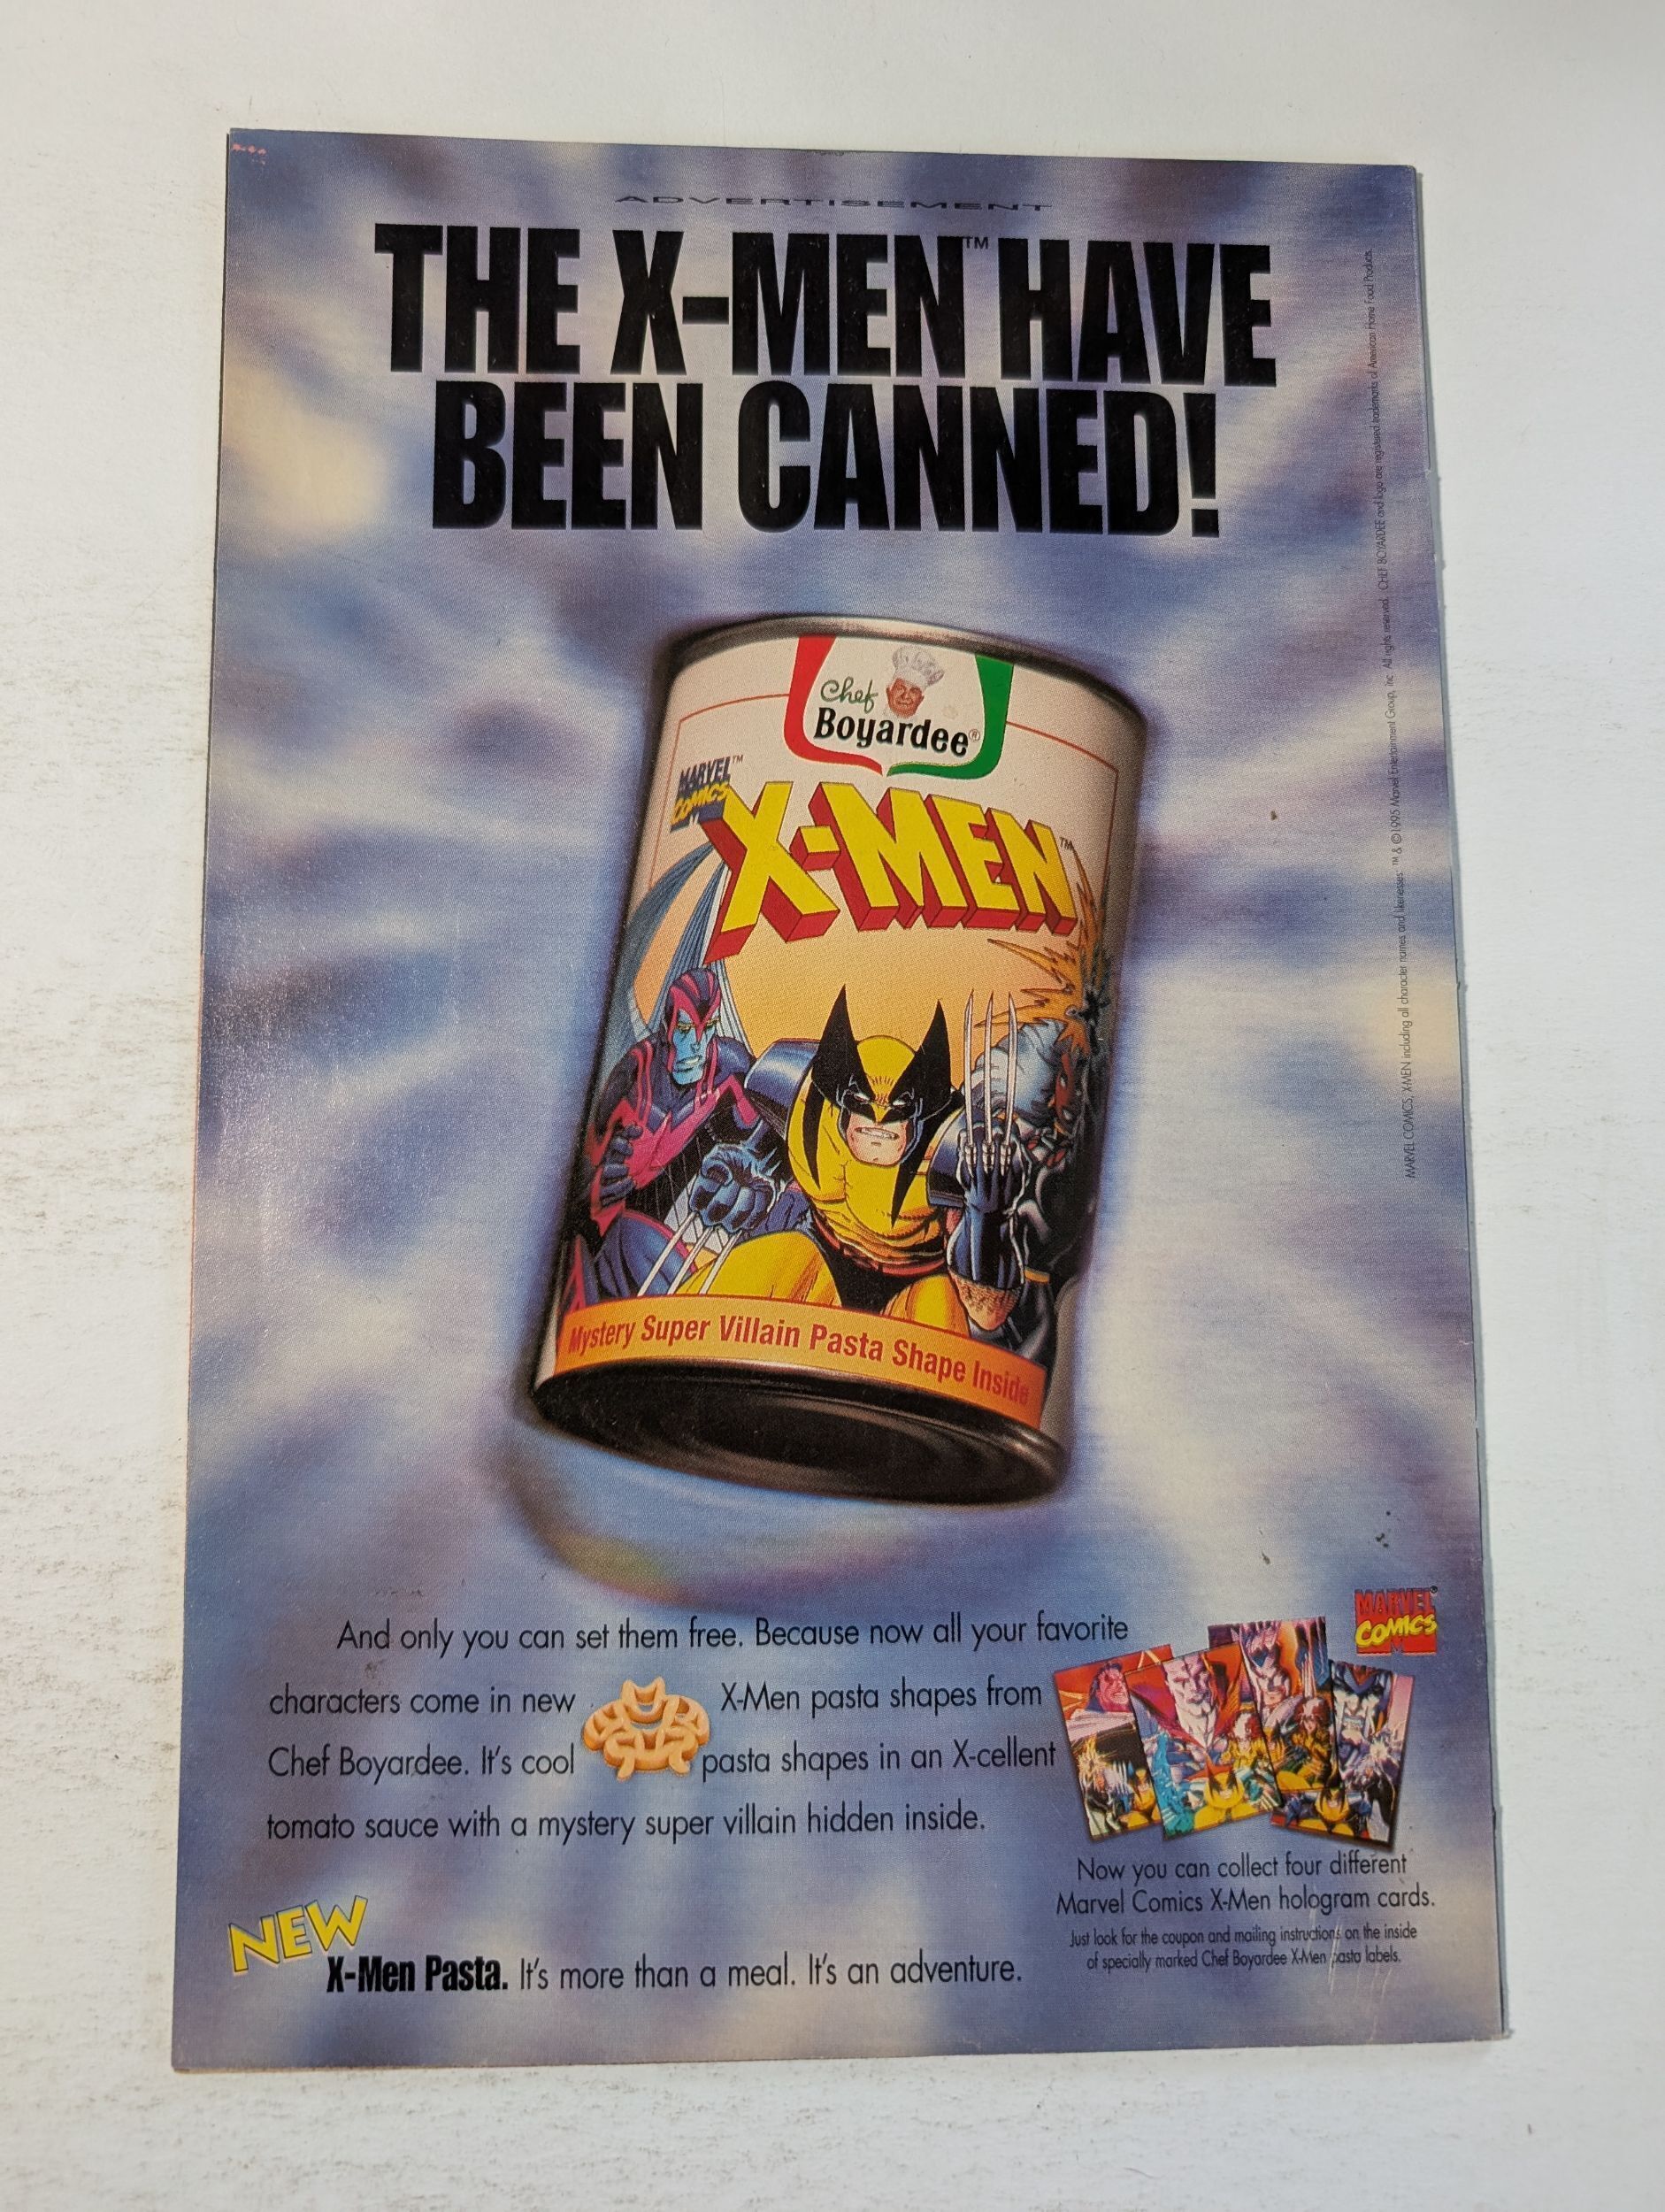 ADVERTISEMENT
THE X-MEN™ HAVE
BEEN CANNED!
Chef
Boyardee®
MARVEL™
COMICS
X-MEN™
Mystery Super Villain Pasta Shape Inside
And only you can set them free. Because now all your favorite
characters come in new X-Men pasta shapes from
Chef Boyardee. It's cool pasta shapes in an X-cellent
tomato sauce with a mystery super villain hidden inside.
NEW
X-Men Pasta. It's more than a meal. It's an adventure.
MARVEL®
COMICS
Now you can collect four different
Marvel Comics X-Men hologram cards.
Just look for the coupon and mailing instructions on the inside
of specially marked Chef Boyardee X-Men pasta labels.
MARVEL COMICS, X-MEN including all character names and likenesses ™ & ©1995 Marvel Entertainment Group, Inc. All rights reserved. CHEF BOYARDEE and logo are registered trademarks of American Home Food Products.